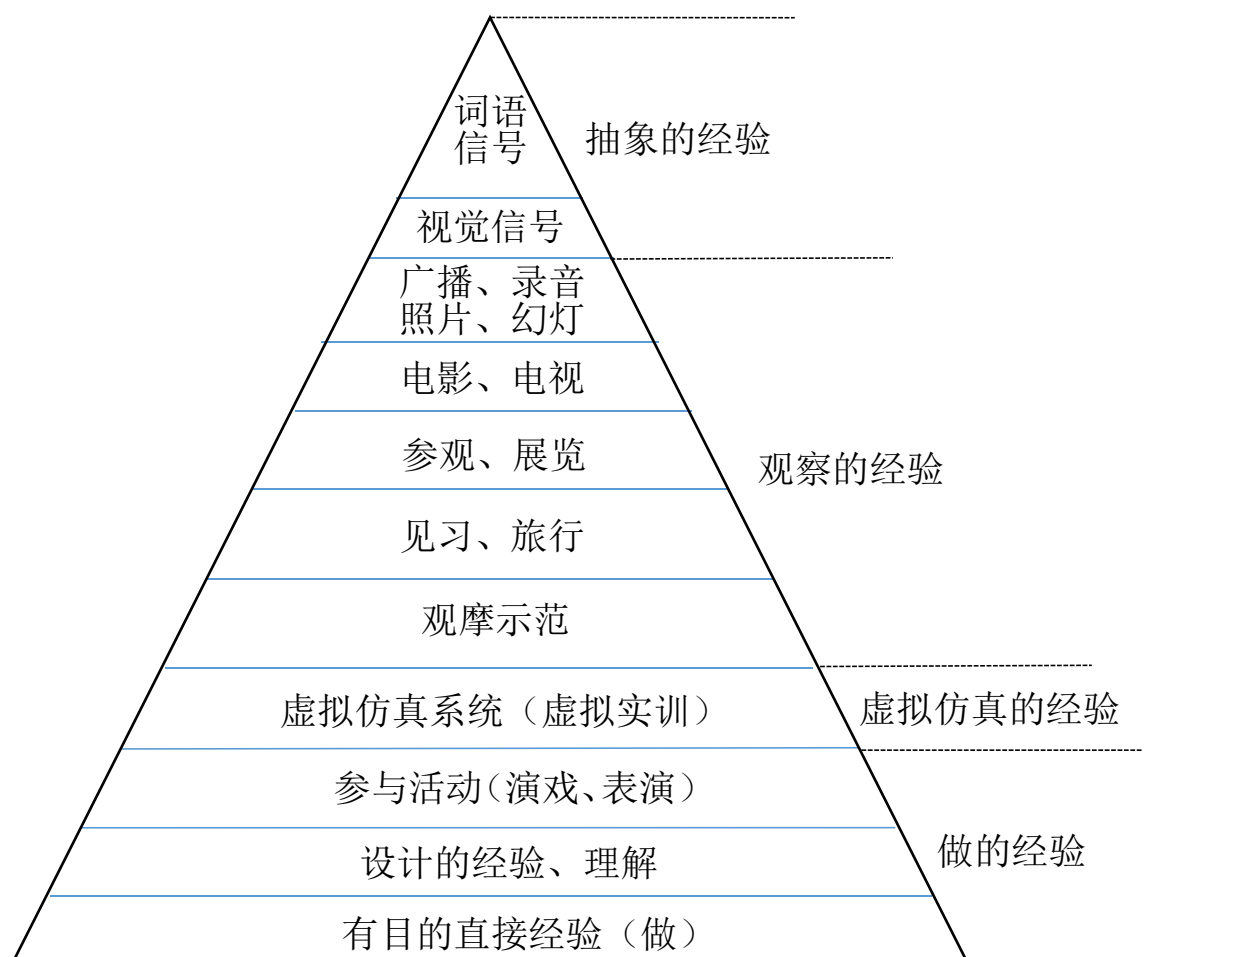 词语
信号
抽象的经验
视觉信号
广播、录音
照片、幻灯
电影、电视
参观、展览
观察的经验
见习、旅行
观摩示范
虚拟仿真系统（虚拟实训）
虚拟仿真的经验
参与活动(演戏、表演）
做的经验
设计的经验、理解
有目的直接经验（做）